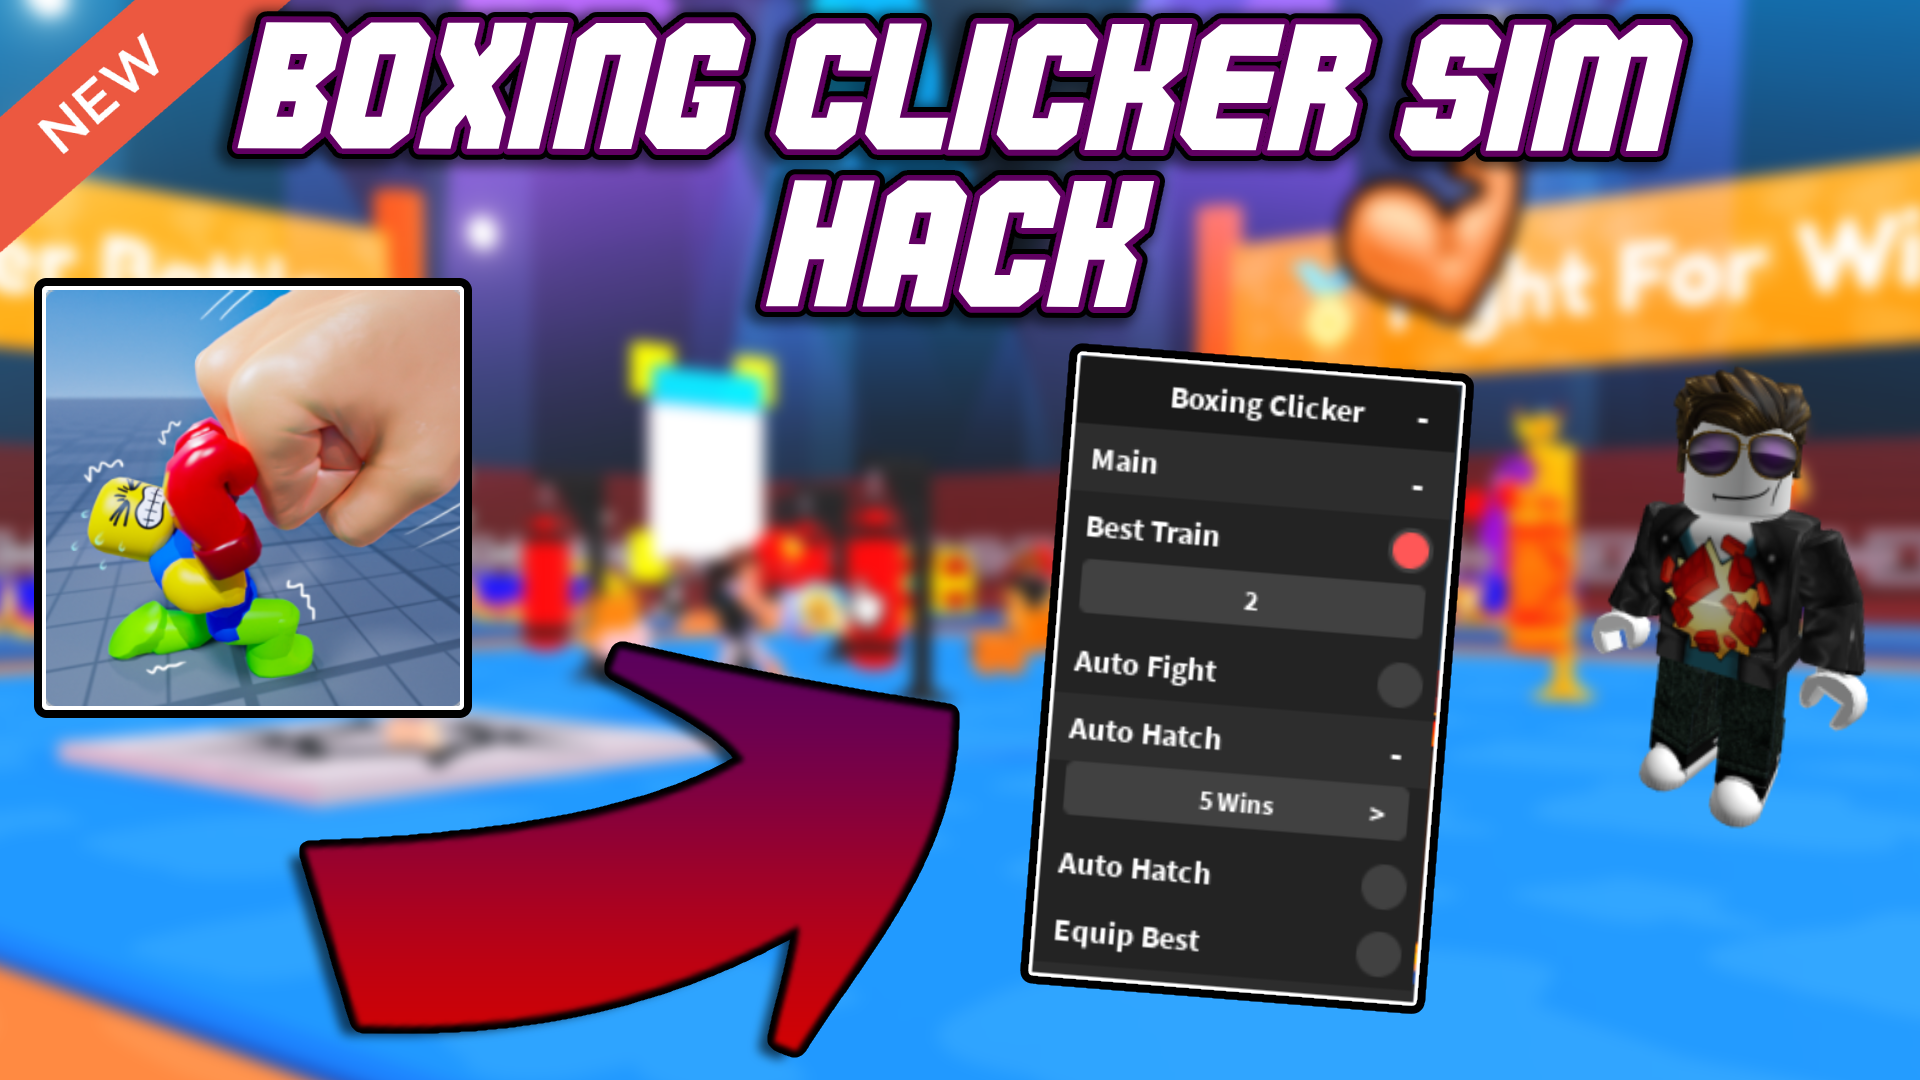 NEW
BOXING CLICKER SIM
HACK
For
Boxing Clicker -
Main -
Best Train
2
Auto Fight
Auto Hatch -
5 Wins >
Auto Hatch
Equip Best